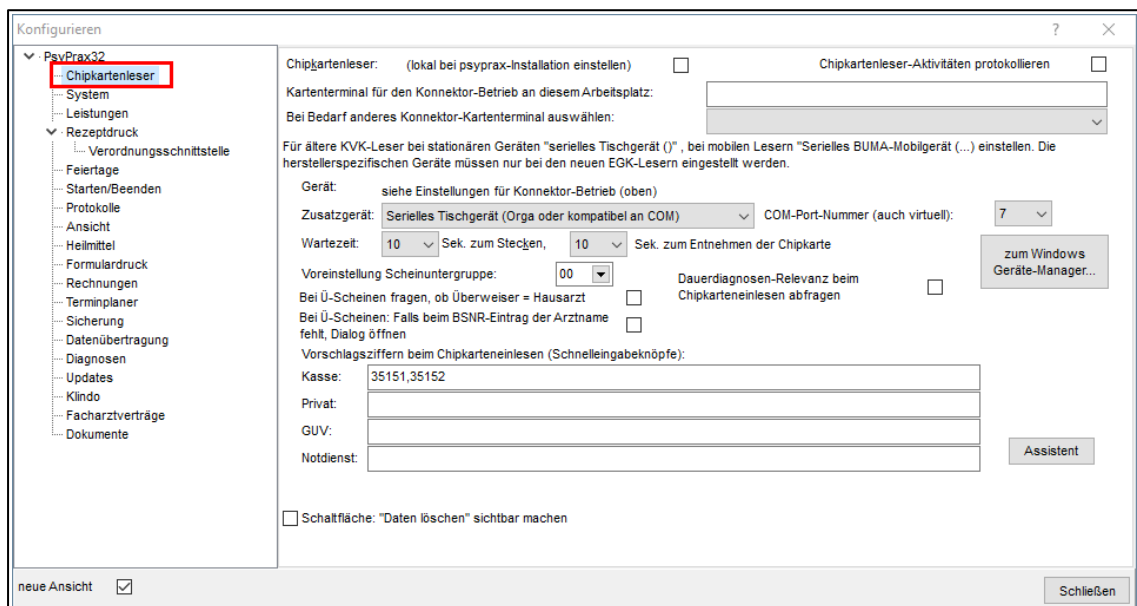 Konfigurieren
PsyPrax32
Chipkartenleser
System
Leistungen
Rezeptdruck
Verordnungsschnittstelle
Feiertage
Starten/Beenden
Protokolle
Ansicht
Heilmittel
Formulardruck
Rechnungen
Terminplaner
Sicherung
Datenübertragung
Diagnosen
Updates
Klindo
Facharztverträge
Dokumente
Chipkartenleser: (lokal bei psyprax-Installation einstellen) Chipkartenleser-Aktivitäten protokollieren
Kartenterminal für den Konnektor-Betrieb an diesem Arbeitsplatz:
Bei Bedarf anderes Konnektor-Kartenterminal auswählen:
Für ältere KVK-Leser bei stationären Geräten "serielles Tischgerät ()" , bei mobilen Lesern "Serielles BUMA-Mobilgerät (...) einstellen. Die
herstellerspezifischen Geräte müssen nur bei den neuen EGK-Lesern eingestellt werden.
Gerät: siehe Einstellungen für Konnektor-Betrieb (oben)
Zusatzgerät: Serielles Tischgerät (Orga oder kompatibel an COM) COM-Port-Nummer (auch virtuell): 7
Wartezeit: 10 Sek. zum Stecken, 10 Sek. zum Entnehmen der Chipkarte
zum Windows
Geräte-Manager...
Voreinstellung Scheinuntergruppe: 00
Dauerdiagnosen-Relevanz beim
Chipkarteneinlesen abfragen
Bei Ü-Scheinen fragen, ob Überweiser = Hausarzt
Bei Ü-Scheinen: Falls beim BSNR-Eintrag der Arztname
fehlt, Dialog öffnen
Vorschlagsziffern beim Chipkarteneinlesen (Schnelleingabeknöpfe):
Kasse: 35151,35152
Privat:
GUV:
Notdienst:
Assistent
Schaltfläche: "Daten löschen" sichtbar machen
neue Ansicht
Schließen